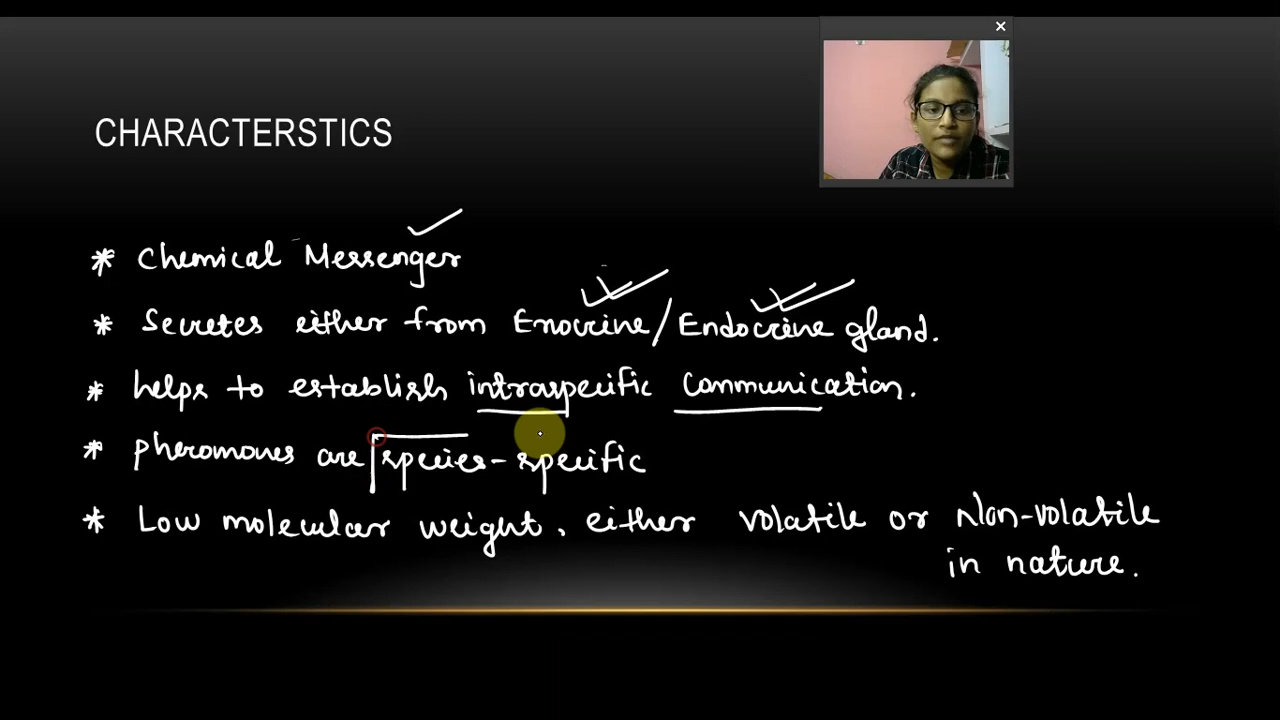 CHARACTERSTICS
* Chemical Messenger
* Secretes either from Enocrine/Endocrine gland.
* helps to establish intraspecific communication.
* Pheromones are species-specific
* Low molecular weight, either volatile or Non-volatile
in nature.